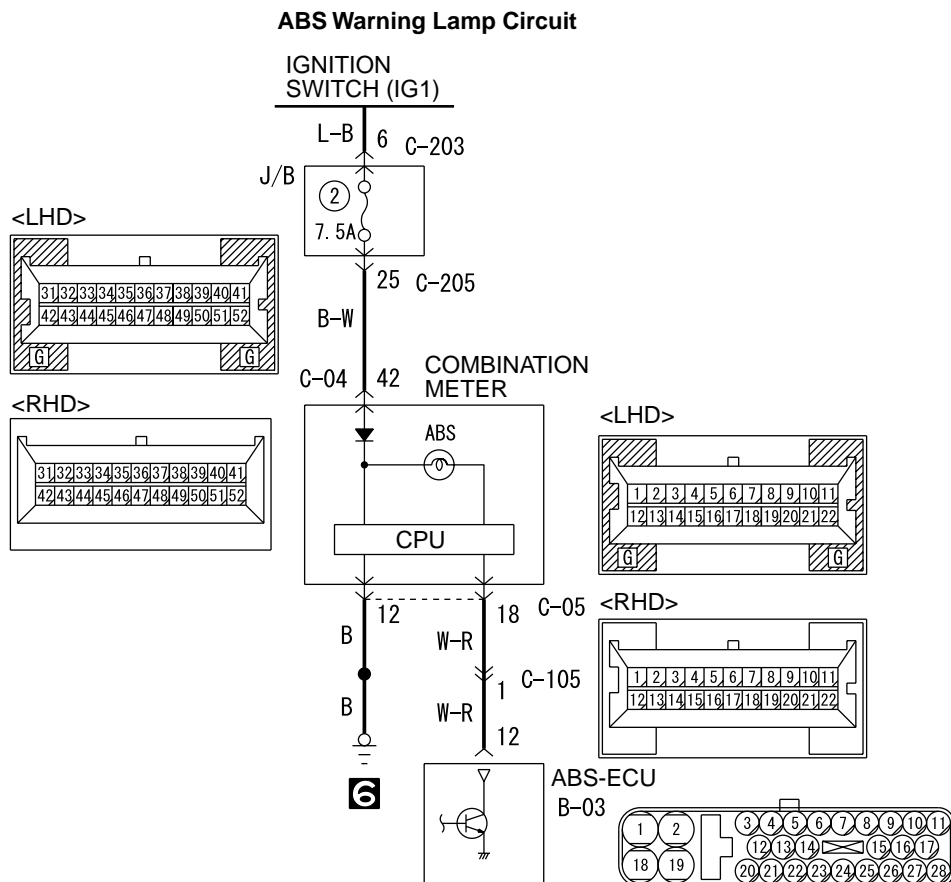 ABS Warning Lamp Circuit
IGNITION
SWITCH (IG1)
L-B
6
C-203
J/B
2
7.5A
25
C-205
B-W
<LHD>
31 32 33 34 35 36 37 38 39 40 41
42 43 44 45 46 47 48 49 50 51 52
G
G
<RHD>
31 32 33 34 35 36 37 38 39 40 41
42 43 44 45 46 47 48 49 50 51 52
C-04
42
COMBINATION
METER
ABS
CPU
12
18
C-05
B
W-R
1
C-105
B
W-R
12
6
<LHD>
1 2 3 4 5 6 7 8 9 10 11
12 13 14 15 16 17 18 19 20 21 22
G
G
<RHD>
1 2 3 4 5 6 7 8 9 10 11
12 13 14 15 16 17 18 19 20 21 22
ABS-ECU
B-03
1 2 3 4 5 6 7 8 9 10 11
12 13 14 15 16 17
18 19 20 21 22 23 24 25 26 27 28